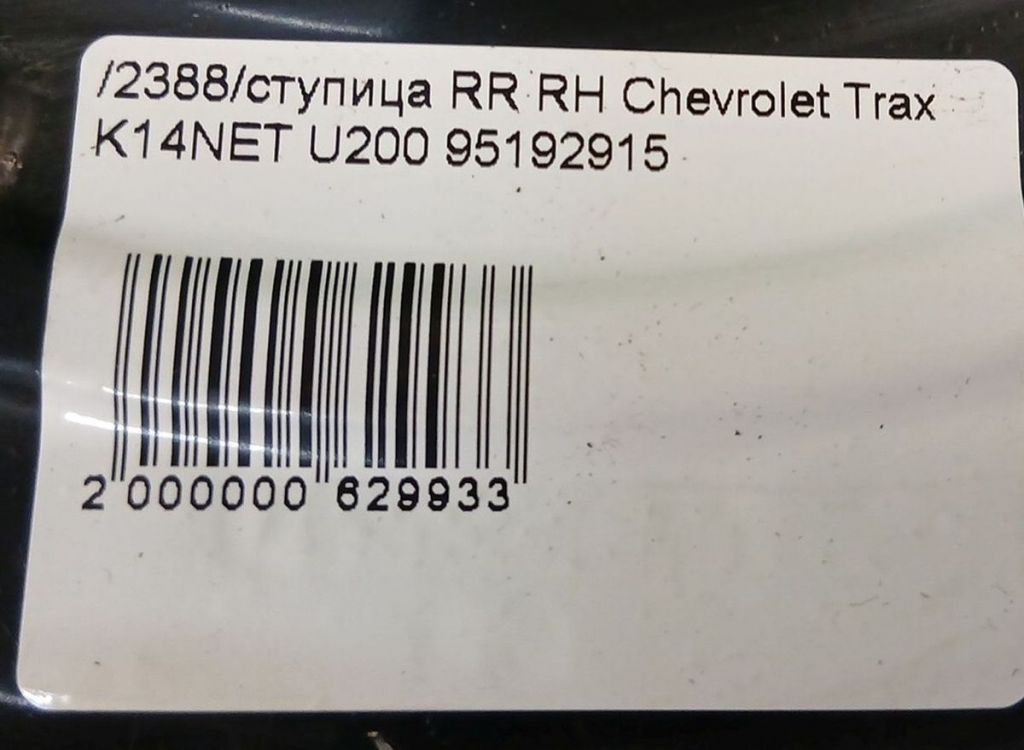 /2388/ступица RR RH Chevrolet Trax
K14NET U200 95192915
2 000000 629933